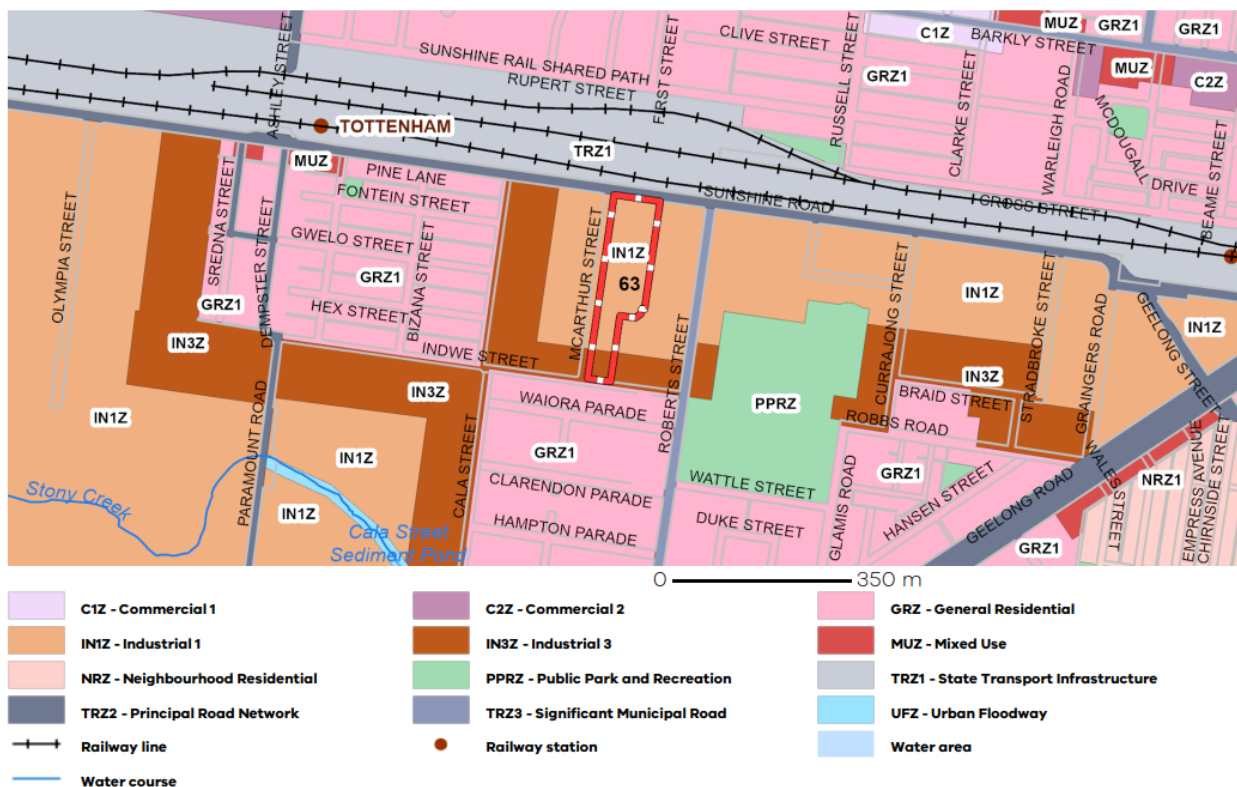 ASHLEY STREET
SUNSHINE RAIL SHARED PATH
RUPERT STREET
FIRST STREET
CLIVE STREET
RUSSELL STREET
GRZ1
C1Z
BARKLY STREET
MUZ
GRZ1
GRZ1
MUZ
C2Z
CLARKE STREET
WARLEIGH ROAD
MCDOUGALL
DRIVE
BEAME STREET
TOTTENHAM
TRZ1
SUNSHINE ROAD
CROSS STREET
OLYMPIA STREET
SREDNA STREET
DEMPSTER STREET
MUZ
PINE LANE
FONTEIN STREET
GWELO STREET
GRZ1
HEX STREET
BIZANA STREET
GRZ1
IN3Z
INDWE STREET
MCARTHUR STREET
IN1Z
63
ROBERTS STREET
IN1Z
CURRAJONG STREET
STRADBROKE STREET
GRAINGERS ROAD
GEELONG STREET
IN1Z
IN3Z
BRAID STREET
ROBBS ROAD
PPRZ
IN1Z
PARAMOUNT ROAD
IN3Z
IN1Z
CALA STREET
WAIORA PARADE
GRZ1
CLARENDON PARADE
HAMPTON PARADE
WATTLE STREET
DUKE STREET
GLAMIS ROAD
GRZ1
HANSEN STREET
GEELONG ROAD
WALES STREET
NRZ1
EMPRESS AVENUE
CHIRNSIDE STREET
GRZ1
Stony Creek
IN1Z
Cala Street
Sediment Pond
0 350 m
C1Z - Commercial 1
C2Z - Commercial 2
GRZ - General Residential
IN1Z - Industrial 1
IN3Z - Industrial 3
MUZ - Mixed Use
NRZ - Neighbourhood Residential
PPRZ - Public Park and Recreation
TRZ1 - State Transport Infrastructure
TRZ2 - Principal Road Network
TRZ3 - Significant Municipal Road
UFZ - Urban Floodway
Railway line
Railway station
Water area
Water course